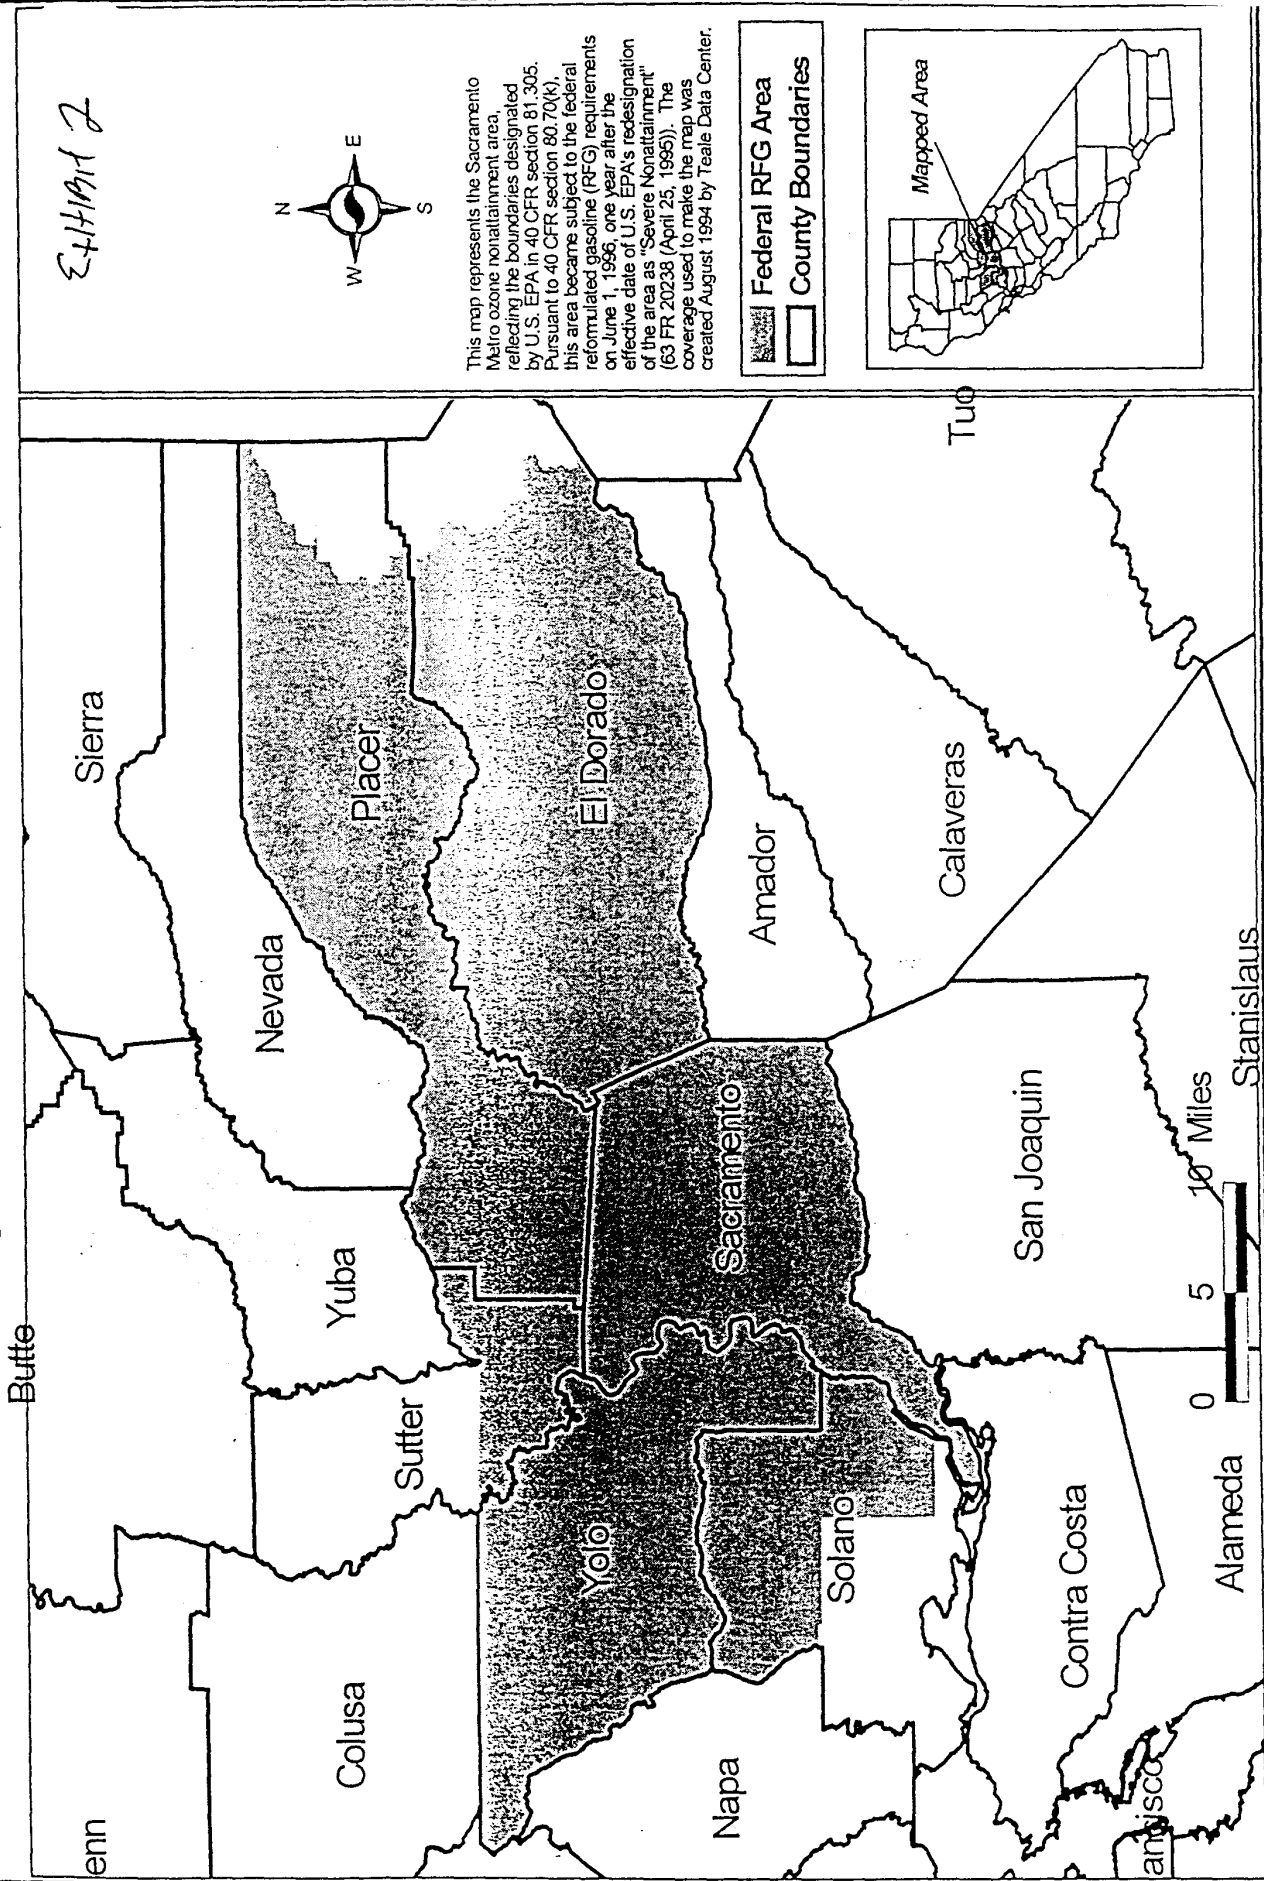 EXHIBIT 2
N
W
E
S
This map represents the Sacramento
Metro ozone nonattainment area,
reflecting the boundaries designated
by U.S. EPA in 40 CFR section 81.305.
Pursuant to 40 CFR section 80.70(k),
this area became subject to the federal
reformulated gasoline (RFG) requirements
on June 1, 1996, one year after the
effective date of U.S. EPA's redesignation
of the area as "Severe Nonattainment"
(63 FR 20238 (April 25, 1995)). The
coverage used to make the map was
created August 1994 by Teale Data Center.
Federal RFG Area
County Boundaries
Mapped Area
Butte
enn
Sierra
Nevada
Yuba
Sutter
Colusa
Placer
El Dorado
Yolo
Sacramento
Napa
Amador
Solano
Calaveras
Tuo
San Joaquin
Contra Costa
ancisco
Alameda
Stanislaus
0
5
10 Miles